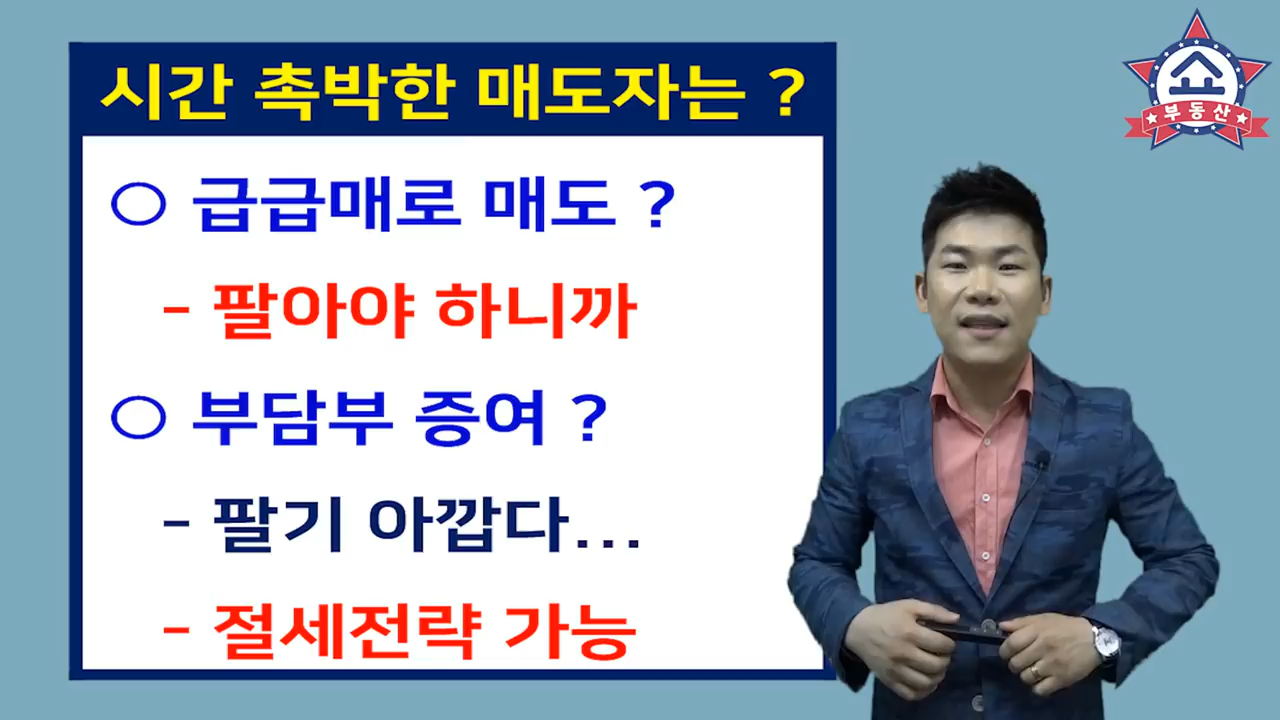 시간 촉박한 매도자는 ?
○ 급급매로 매도 ?
- 팔아야 하니까
○ 부담부 증여 ?
- 팔기 아깝다...
- 절세전략 가능
부동산